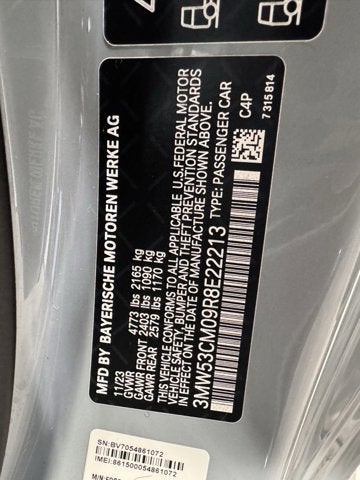 MFD BY BAYERISCHE MOTOREN WERKE AG
11/23
GVWR 4773 lbs 2165 kg
GAWR FRONT 2403 lbs 1090 kg
GAWR REAR 2579 lbs 1170 kg
THIS VEHICLE CONFORMS TO ALL APPLICABLE U.S. FEDERAL MOTOR
VEHICLE SAFETY, BUMPER AND THEFT PREVENTION STANDARDS
IN EFFECT ON THE DATE OF MANUFACTURE SHOWN ABOVE.
3MW53CM09R8E22213 TYPE: PASSENGER CAR
C4P
7 315 814
SN:BV7054861072
IMEI:861500054861072